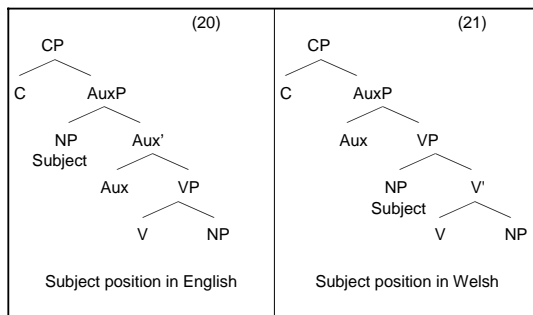 (20)
CP
C AuxP
NP Aux’
Subject
Aux VP
V NP
Subject position in English
(21)
CP
C AuxP
Aux VP
NP V'
Subject
V NP
Subject position in Welsh